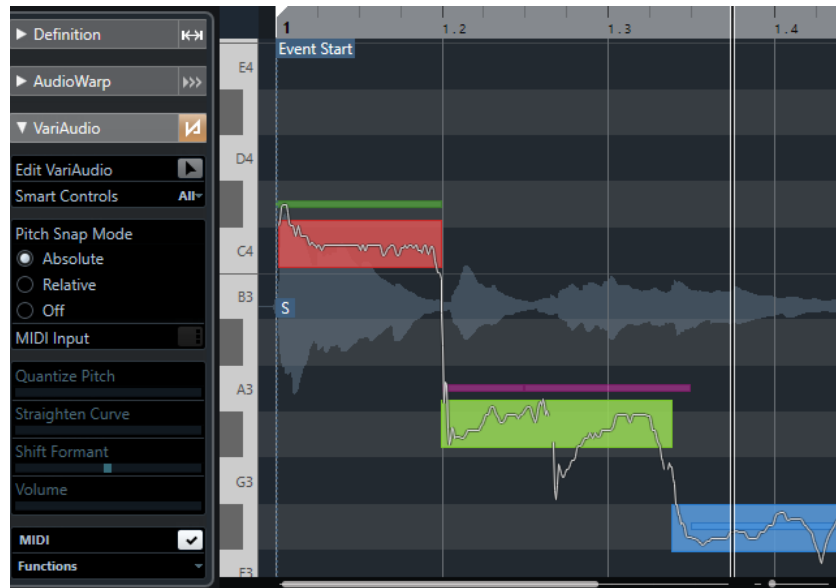 Definition
AudioWarp
VariAudio
Edit VariAudio
Smart Controls All
Pitch Snap Mode
Absolute
Relative
Off
MIDI Input
Quantize Pitch
Straighten Curve
Shift Formant
Volume
MIDI
Functions
1 1.2 1.3 1.4
Event Start
E4
D4
C4
B3
S
A3
G3
F3